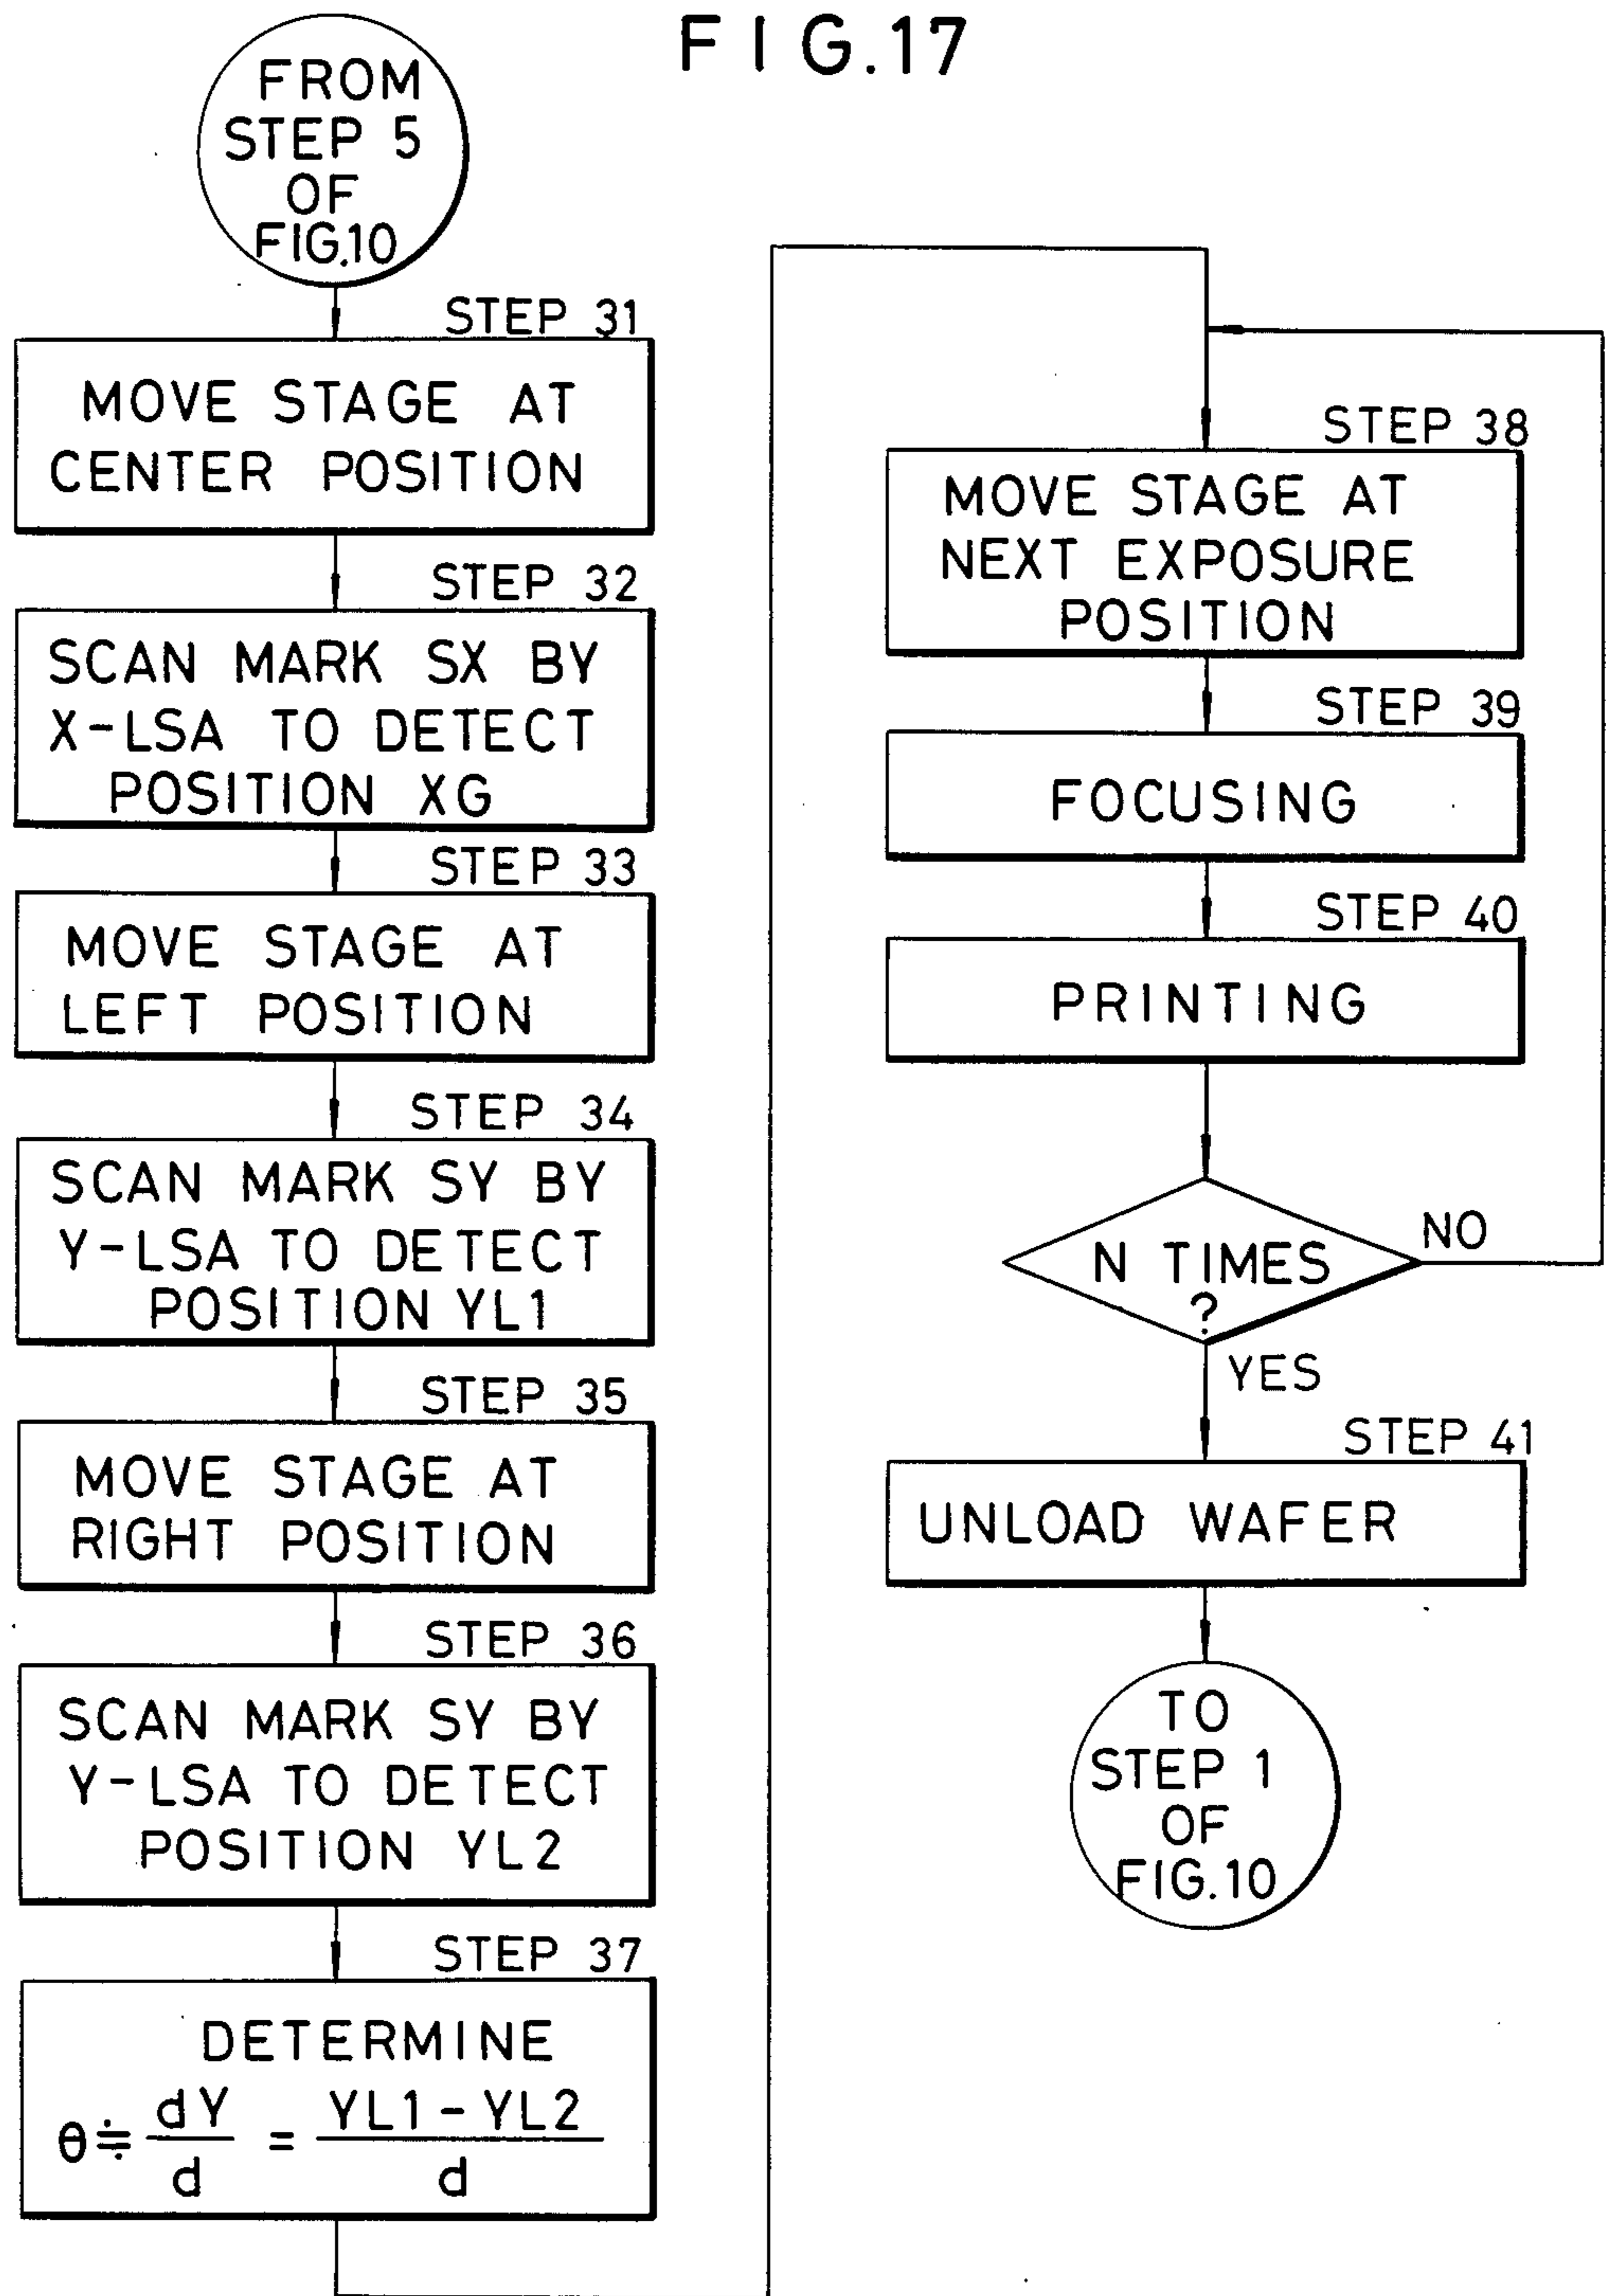 FIG.17
FROM
STEP 5
OF
FIG.10
STEP 31
MOVE STAGE AT
CENTER POSITION
STEP 32
SCAN MARK SX BY
X-LSA TO DETECT
POSITION XG
STEP 33
MOVE STAGE AT
LEFT POSITION
STEP 34
SCAN MARK SY BY
Y-LSA TO DETECT
POSITION YL1
STEP 35
MOVE STAGE AT
RIGHT POSITION
STEP 36
SCAN MARK SY BY
Y-LSA TO DETECT
POSITION YL2
STEP 37
DETERMINE
θ≒ dY/d = YL1-YL2/d
STEP 38
MOVE STAGE AT
NEXT EXPOSURE
POSITION
STEP 39
FOCUSING
STEP 40
PRINTING
N TIMES
?
NO
YES
STEP 41
UNLOAD WAFER
TO
STEP 1
OF
FIG.10